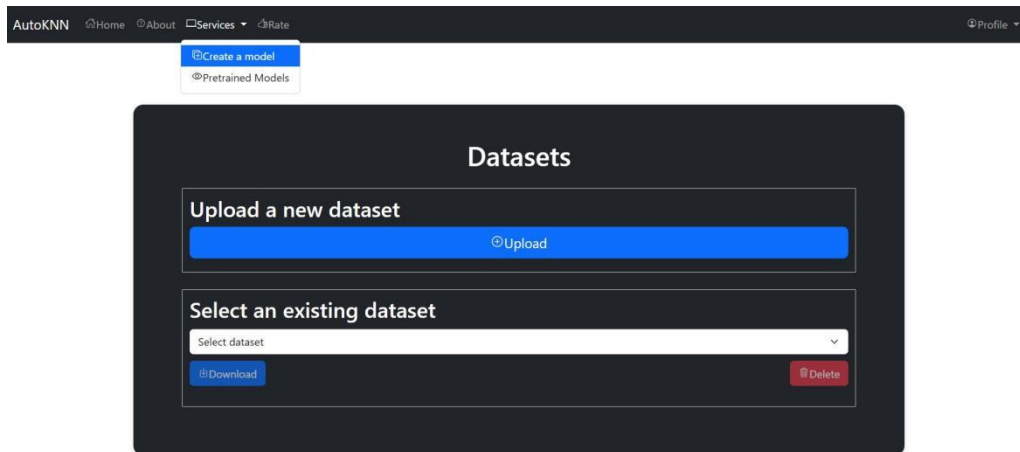 AutoKNN Home About Services Rate Profile
Create a model
Pretrained Models
Datasets
Upload a new dataset
Upload
Select an existing dataset
Select dataset
Download Delete